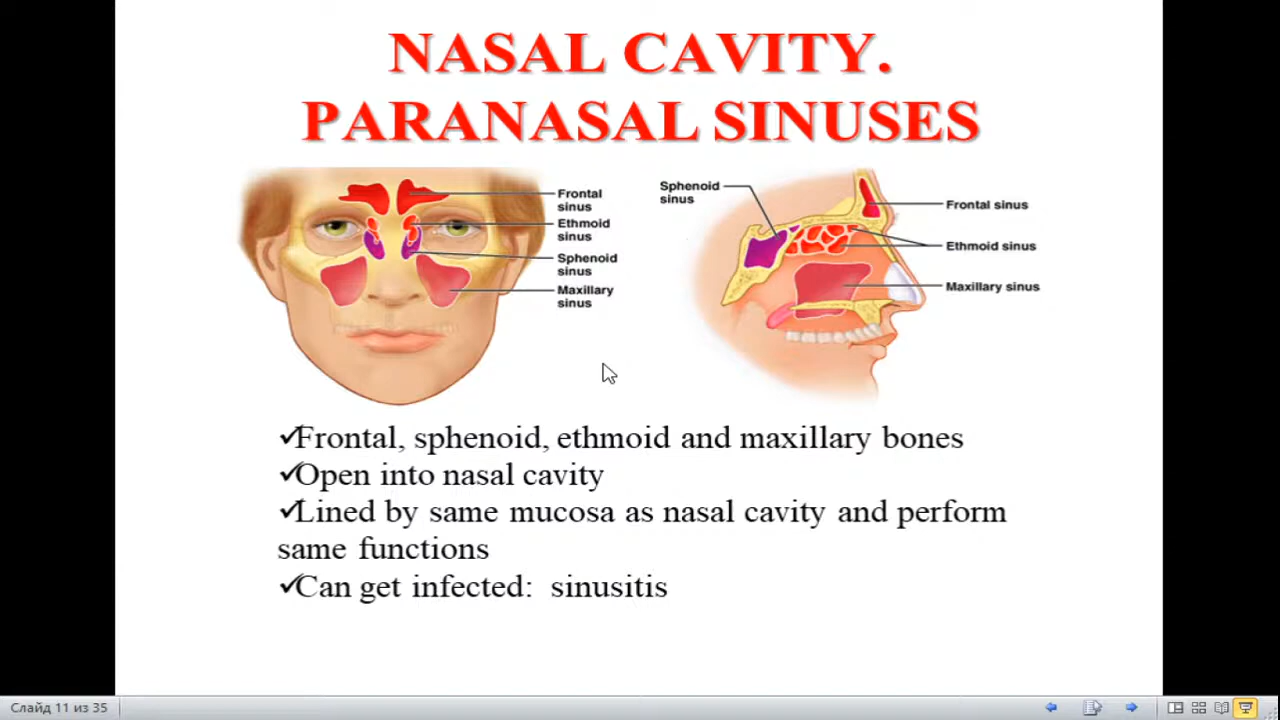 NASAL CAVITY.
PARANASAL SINUSES
Frontal
sinus
Ethmoid
sinus
Sphenoid
sinus
Maxillary
sinus
Sphenoid
sinus
Frontal sinus
Ethmoid sinus
Maxillary sinus
✓Frontal, sphenoid, ethmoid and maxillary bones
✓Open into nasal cavity
✓Lined by same mucosa as nasal cavity and perform
same functions
✓Can get infected:  sinusitis
Слайд 11 из 35